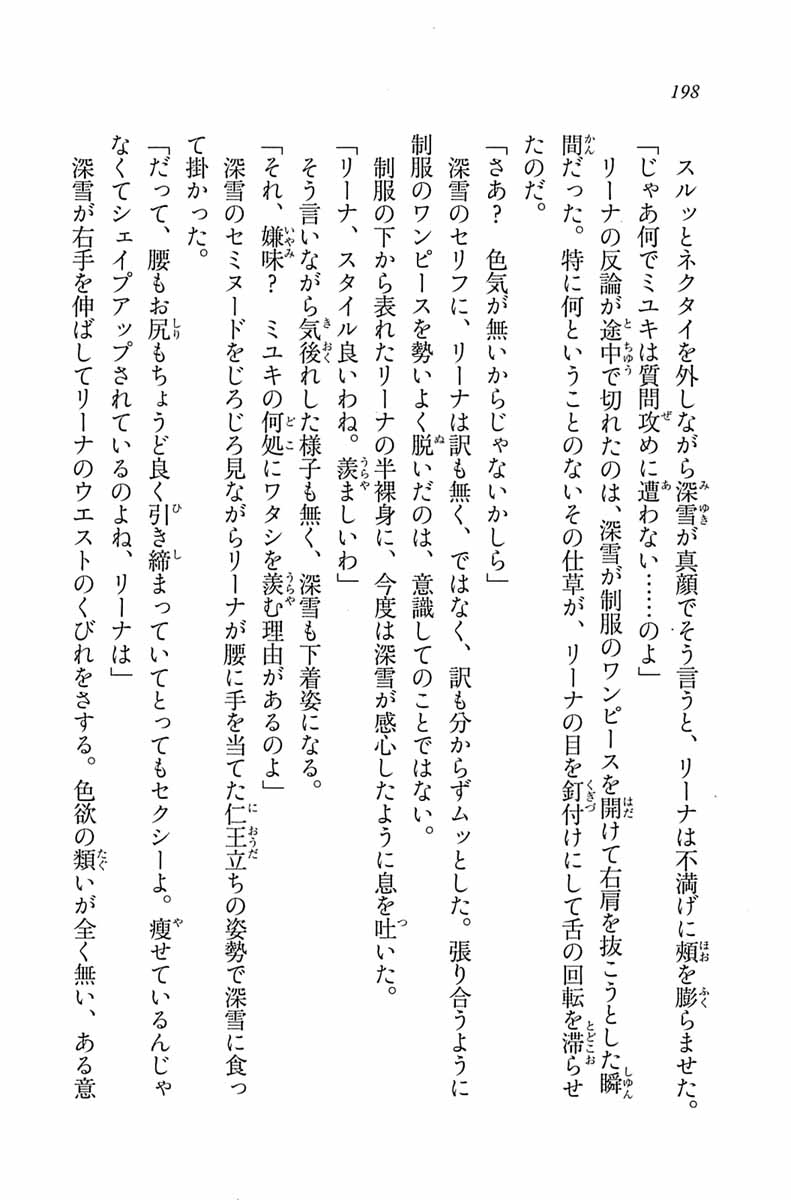 198
スルッとネクタイを外しながら深雪が真顔でそう言うと、リーナは不満げに頰を膨らませた。
「じゃあ何でミユキは質問攻めに遭わない……のよ」
リーナの反論が途中で切れたのは、深雪が制服のワンピースを開けて右肩を抜こうとした瞬
間だった。特に何ということのないその仕草が、リーナの目を釘付けにして舌の回転を滞らせ
たのだ。
「さあ？　色気が無いからじゃないかしら」
深雪のセリフに、リーナは訳も無く、ではなく、訳も分からずムッとした。張り合うように
制服のワンピースを勢いよく脱いだのは、意識してのことではない。
制服の下から表れたリーナの半裸身に、今度は深雪が感心したように息を吐いた。
「リーナ、スタイル良いわね。羨ましいわ」
そう言いながら気後れした様子も無く、深雪も下着姿になる。
「それ、嫌味？　ミユキの何処にワタシを羨む理由があるのよ」
深雪のセミヌードをじろじろ見ながらリーナが腰に手を当てた仁王立ちの姿勢で深雪に食っ
て掛かった。
「だって、腰もお尻もちょうど良く引き締まっていてとってもセクシーよ。痩せているんじゃ
なくてシェイプアップされているのよね、リーナは」
深雪が右手を伸ばしてリーナのウエストのくびれをさする。色欲の類いが全く無い、ある意